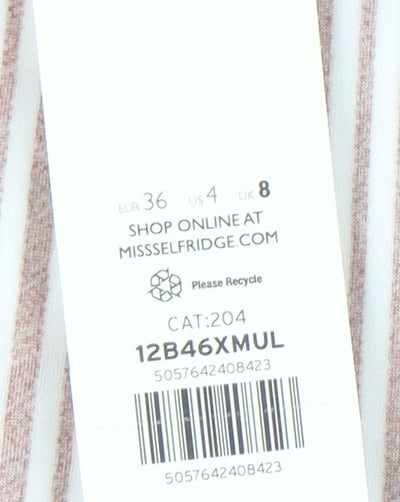 EUR 36 US 4 UK 8
SHOP ONLINE AT
MISSSELFRIDGE.COM
Please Recycle
CAT:204
12B46XMUL
5057642408423
5057642408423